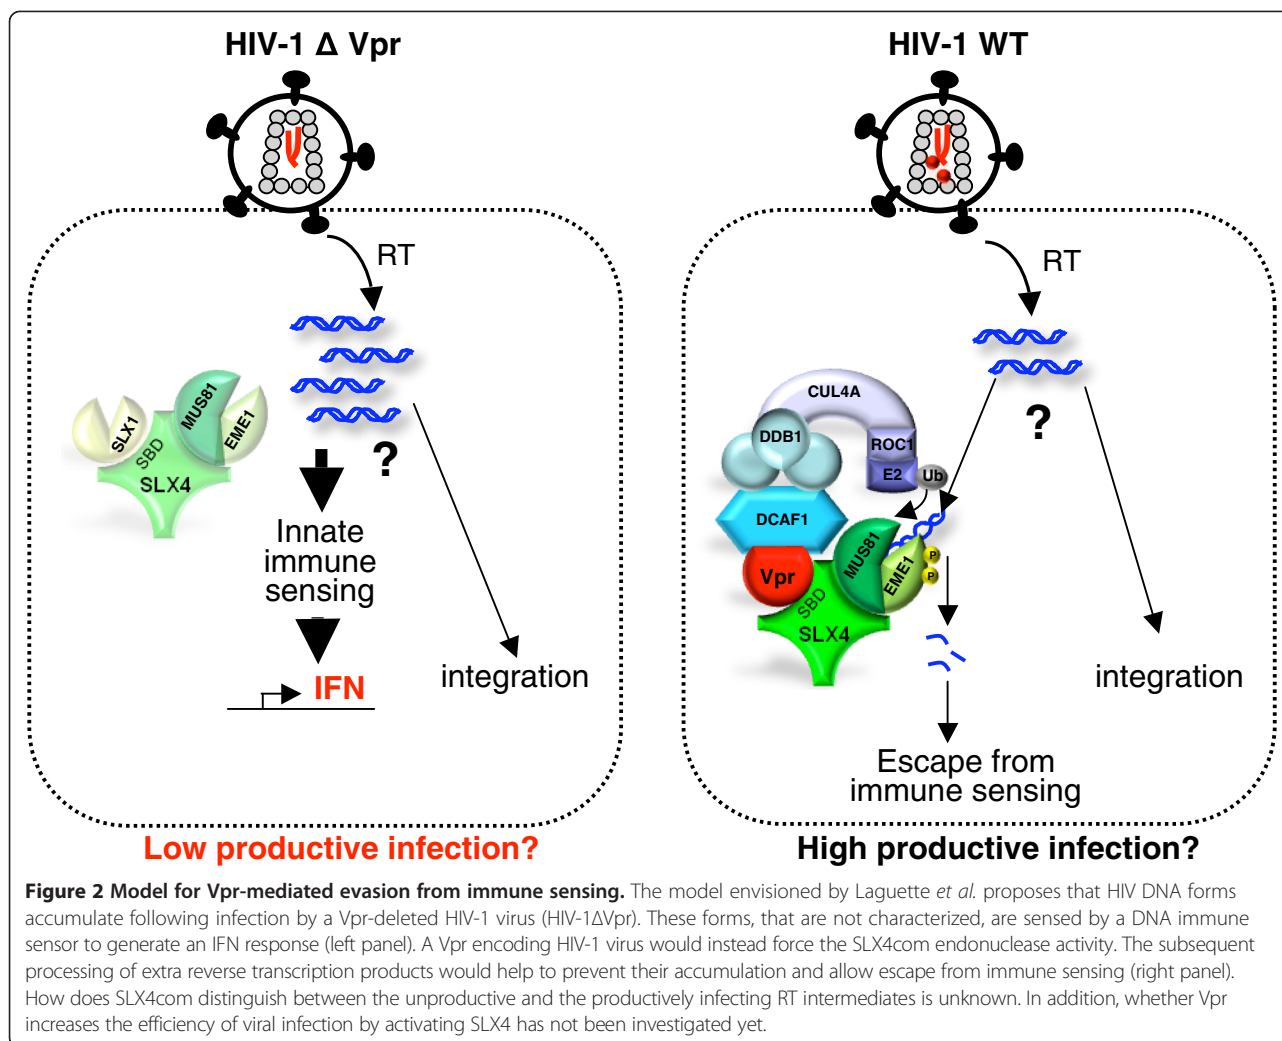 HIV-1 Δ Vpr
RT
SLX1
SBD
SLX4
MUS81
EME1
?
Innate
immune
sensing
IFN
integration
Low productive infection?
HIV-1 WT
RT
?
CUL4A
DDB1
ROC1
E2
Ub
DCAF1
Vpr
MUS81
EME1
P
P
SBD
SLX4
integration
Escape from
immune sensing
High productive infection?
Figure 2 Model for Vpr-mediated evasion from immune sensing. The model envisioned by Laguette et al. proposes that HIV DNA forms
accumulate following infection by a Vpr-deleted HIV-1 virus (HIV-1ΔVpr). These forms, that are not characterized, are sensed by a DNA immune
sensor to generate an IFN response (left panel). A Vpr encoding HIV-1 virus would instead force the SLX4com endonuclease activity. The subsequent
processing of extra reverse transcription products would help to prevent their accumulation and allow escape from immune sensing (right panel).
How does SLX4com distinguish between the unproductive and the productively infecting RT intermediates is unknown. In addition, whether Vpr
increases the efficiency of viral infection by activating SLX4 has not been investigated yet.